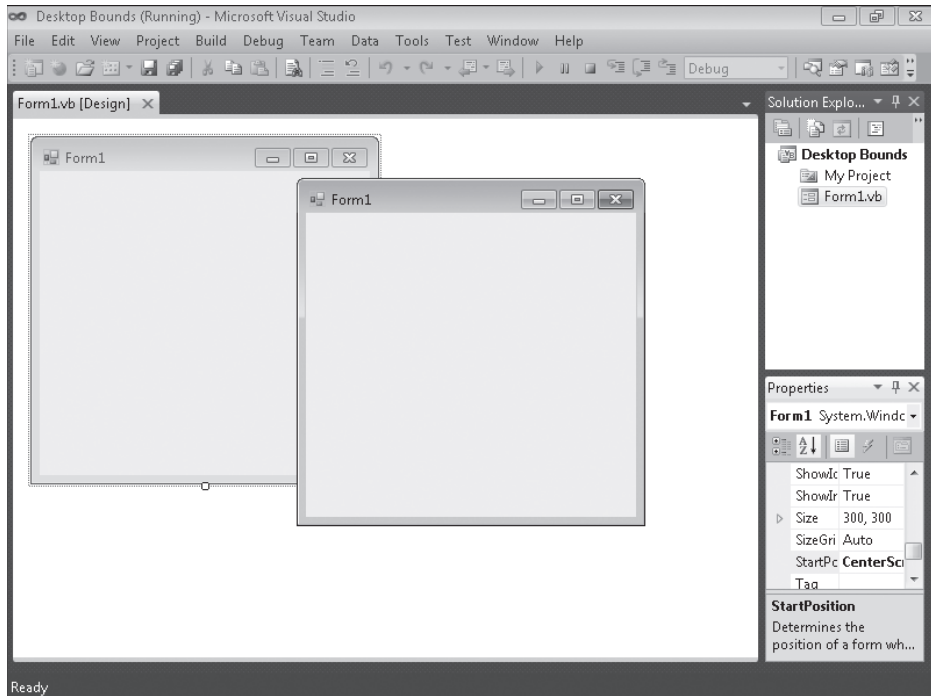 Desktop Bounds (Running) - Microsoft Visual Studio
File Edit View Project Build Debug Team Data Tools Test Window Help
Debug
Form1.vb [Design]
Solution Explo...
Form1
Form1
Desktop Bounds
My Project
Form1.vb
Properties
Form1 System.Windc
ShowIc True
ShowIr True
Size 300, 300
SizeGri Auto
StartPc CenterScr
Tag
StartPosition
Determines the
position of a form wh...
Ready